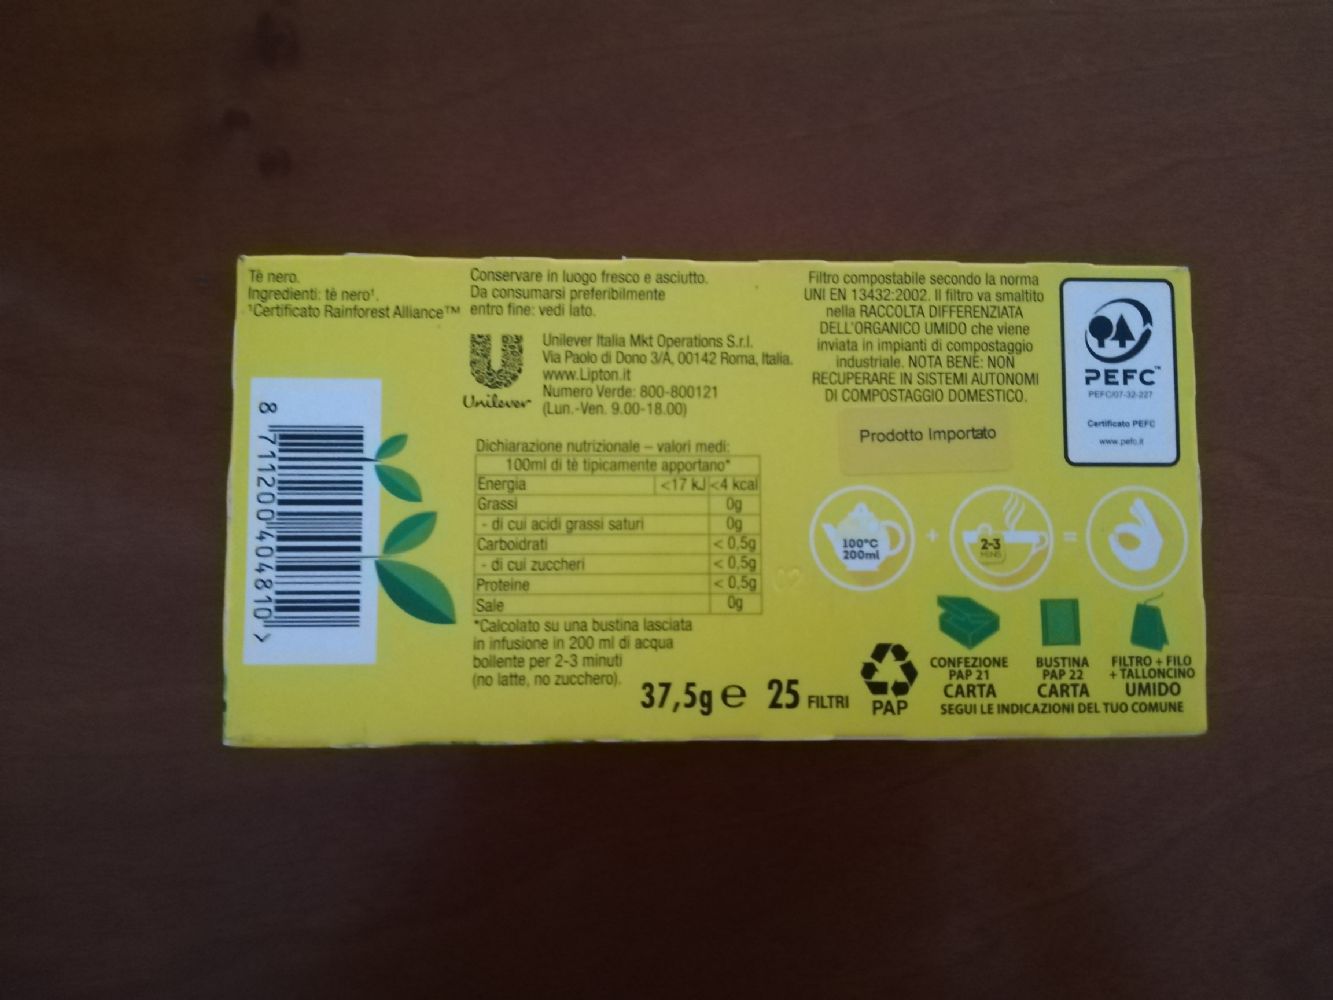 Tè nero.
Ingredienti: tè nero¹.
¹Certificato Rainforest Alliance™
8 711200 404810 >
Conservare in luogo fresco e asciutto.
Da consumarsi preferibilmente
entro fine: vedi lato.
Unilever
Unilever Italia Mkt Operations S.r.l.
Via Paolo di Dono 3/A, 00142 Roma, Italia.
www.Lipton.it
Numero Verde: 800-800121
(Lun.-Ven. 9.00-18.00)
Dichiarazione nutrizionale – valori medi:
100ml di tè tipicamente apportano*
Energia <17 kJ <4 kcal
Grassi 0g
- di cui acidi grassi saturi 0g
Carboidrati < 0,5g
- di cui zuccheri < 0,5g
Proteine < 0,5g
Sale 0g
*Calcolato su una bustina lasciata
in infusione in 200 ml di acqua
bollente per 2-3 minuti
(no latte, no zucchero).
37,5g e 25 FILTRI
Filtro compostabile secondo la norma
UNI EN 13432:2002. Il filtro va smaltito
nella RACCOLTA DIFFERENZIATA
DELL'ORGANICO UMIDO che viene
inviata in impianti di compostaggio
industriale. NOTA BENE: NON
RECUPERARE IN SISTEMI AUTONOMI
DI COMPOSTAGGIO DOMESTICO.
Prodotto Importato
PEFC™
PEFC/07-32-227
Certificato PEFC
www.pefc.it
100°C
200ml
+
2-3
MINS
=
PAP
CONFEZIONE
PAP 21
CARTA
BUSTINA
PAP 22
CARTA
FILTRO + FILO
+ TALLONCINO
UMIDO
SEGUI LE INDICAZIONI DEL TUO COMUNE